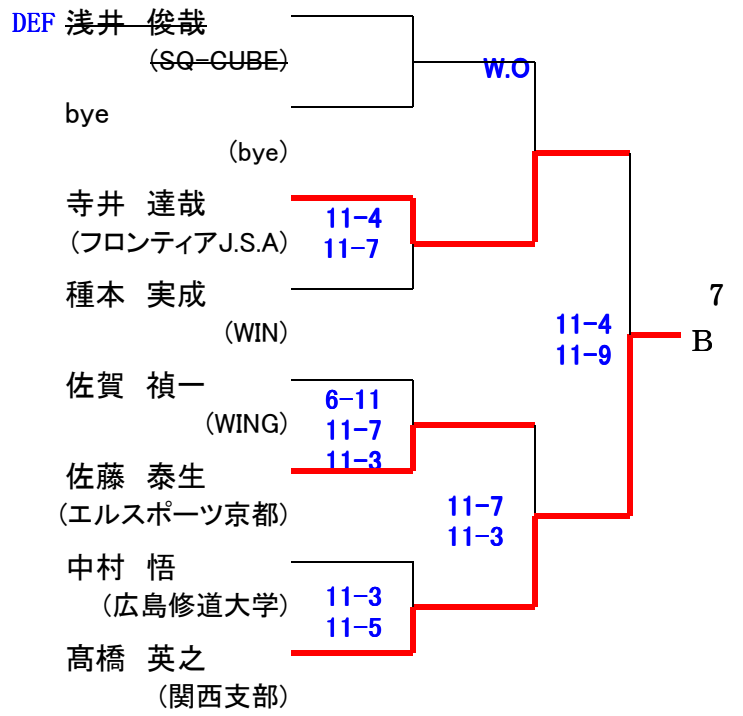 DEF 浅井 俊哉
(SQ-CUBE)
W.O
bye
(bye)
寺井 達哉
11-4
(フロンティアJ.S.A)
11-7
種本 実成
7
(WIN)
11-4
B
11-9
佐賀 禎一
6-11
(WING)
11-7
11-3
佐藤 泰生
(エルスポーツ京都)
11-7
11-3
中村 悟
(広島修道大学)
11-3
11-5
髙橋 英之
(関西支部)